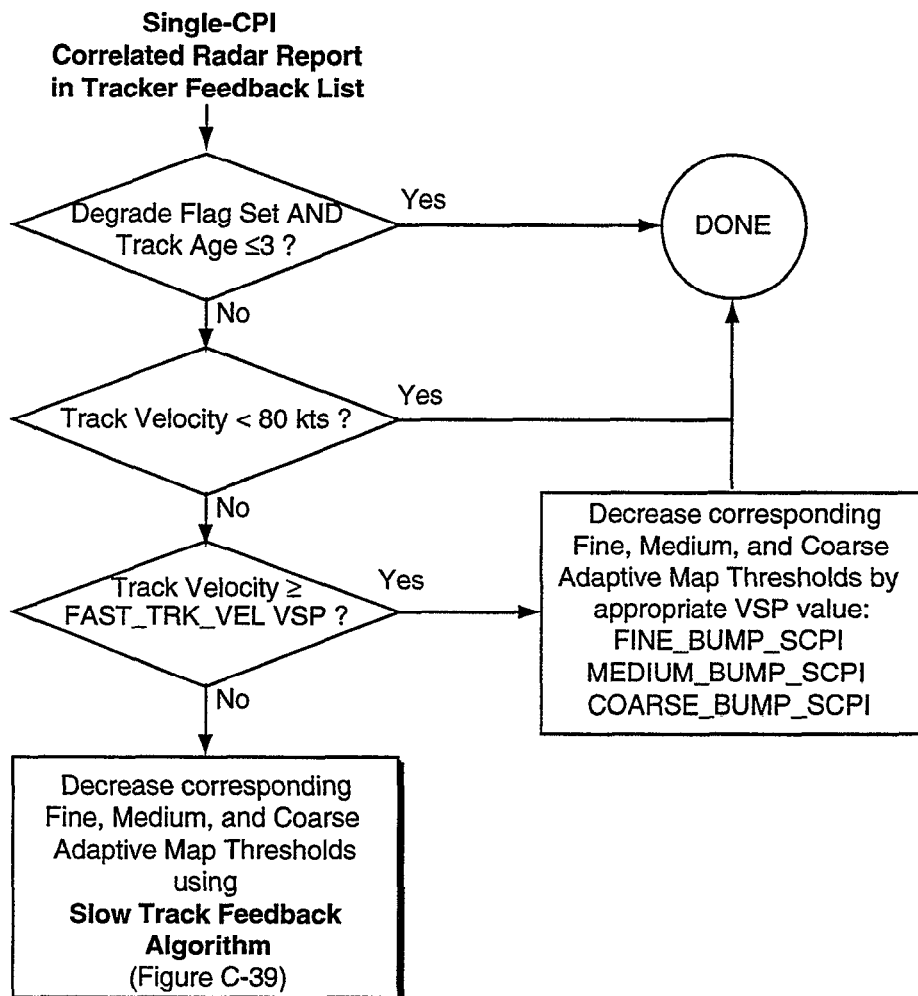 Single-CPI
Correlated Radar Report
in Tracker Feedback List
Degrade Flag Set AND
Track Age ≤3 ?
Yes
DONE
No
Track Velocity < 80 kts ?
Yes
No
Track Velocity ≥
FAST_TRK_VEL VSP ?
Yes
Decrease corresponding
Fine, Medium, and Coarse
Adaptive Map Thresholds by
appropriate VSP value:
FINE_BUMP_SCPI
MEDIUM_BUMP_SCPI
COARSE_BUMP_SCPI
No
Decrease corresponding
Fine, Medium, and Coarse
Adaptive Map Thresholds
using
Slow Track Feedback
Algorithm
(Figure C-39)